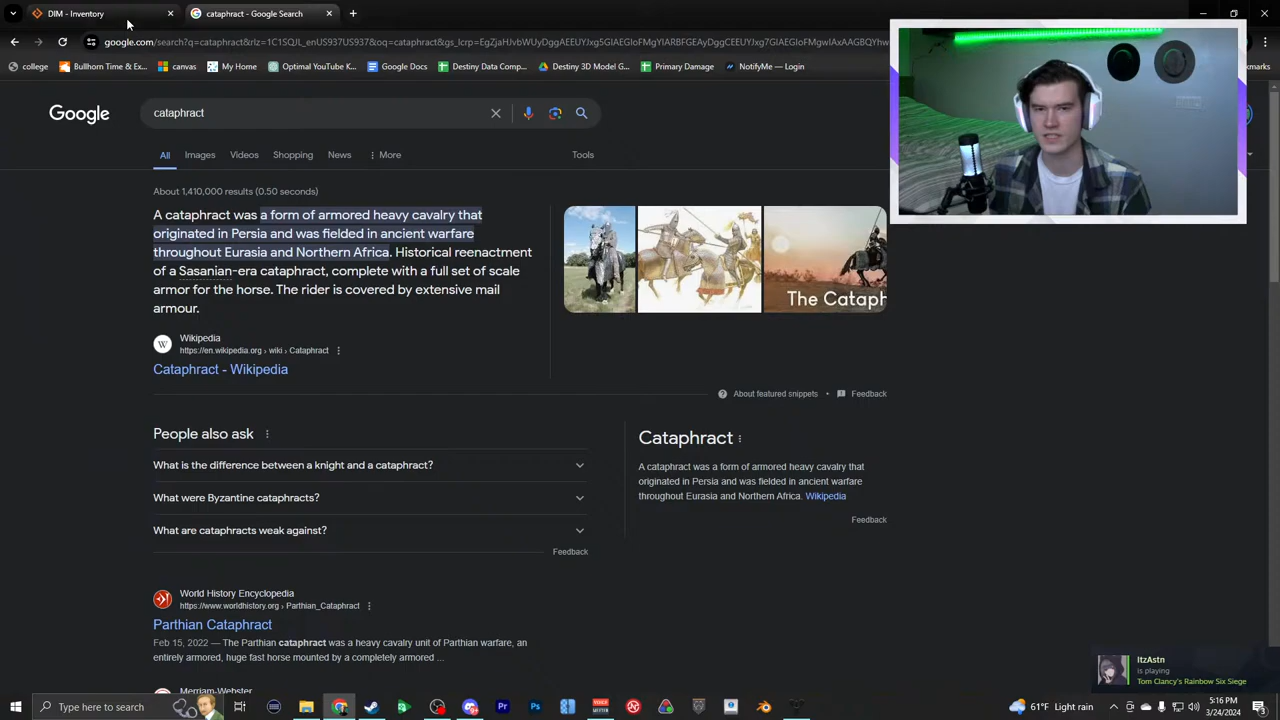 DIM - Inventory
cataphract - Google Search
google.com/search
college
Bullhorn Time & Ex...
My Home
Optimal YouTube K...
Destiny Data Comp...
Destiny 3D Model G...
Primary Damage
NotifyMe — Login
Google
cataphract
All
Images
Videos
Shopping
News
More
Tools
About 1,410,000 results (0.30 seconds)
A cataphract was a form of armored heavy cavalry that
originated in Persia and was fielded in ancient warfare
throughout Eurasia and Northern Africa. Historical reenactment
of a Sasanian-era cataphract, complete with a full set of scale
armor for the horse. The rider is covered by extensive mail
armour.
The Cataph
Wikipedia
https://en.wikipedia.org › wiki › Cataphract
Cataphract - Wikipedia
About featured snippets • Feedback
People also ask
What is the difference between a knight and a cataphract?
What were Byzantine cataphracts?
What are cataphracts weak against?
Feedback
Cataphract
A cataphract was a form of armored heavy cavalry that
originated in Persia and was fielded in ancient warfare
throughout Eurasia and Northern Africa. Wikipedia
Feedback
World History Encyclopedia
https://www.worldhistory.org › Parthian_Cataphract
Parthian Cataphract
Feb 15, 2022 — The Parthian cataphract was a heavy cavalry unit of Parthian warfare, an
entirely armored, huge fast horse mounted by a completely armored ...
Merriam-Webster
ItzAstn
is playing
Tom Clancy's Rainbow Six Siege
Type here to search
61°F Light rain
5:16 PM
3/24/2024